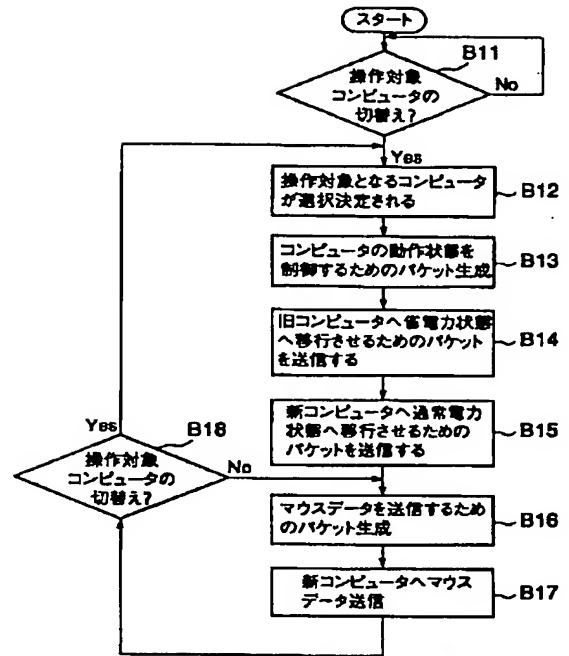 スタート
B11
操作対象
コンピュータの
切替え?
No
Yes
操作対象となるコンピュータ
が選択決定される
B12
コンピュータの動作状態を
制御するためのパケット生成
B13
旧コンピュータへ省電力状態
へ移行させるためのパケット
を送信する
B14
新コンピュータへ通常電力
状態へ移行させるための
パケットを送信する
B15
Yes
B18
操作対象
コンピュータの
切替え?
No
マウスデータを送信するため
のパケット生成
B16
新コンピュータへマウス
データ送信
B17